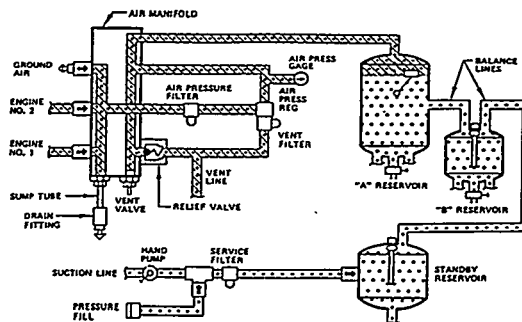 AIR MANIFOLD
GROUND
AIR
ENGINE
NO. 2
ENGINE
NO. 1
SUMP TUBE
DRAIN
FITTING
VENT
VALVE
RELIEF VALVE
VENT
LINE
AIR PRESSURE
FILTER
AIR PRESS
GAGE
AIR
PRESS
REG
VENT
FILTER
BALANCE
LINES
"A" RESERVOIR
"B" RESERVOIR
HAND
PUMP
SERVICE
FILTER
SUCTION LINE
PRESSURE
FILL
STANDBY
RESERVOIR